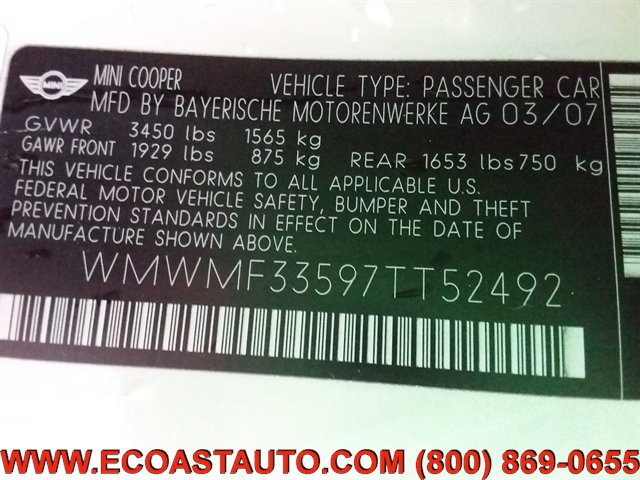 MINI
MINI COOPER VEHICLE TYPE: PASSENGER CAR
MFD BY BAYERISCHE MOTORENWERKE AG 03/07
GVWR 3450 lbs 1565 kg
GAWR FRONT 1929 lbs 875 kg REAR 1653 lbs 750 kg
THIS VEHICLE CONFORMS TO ALL APPLICABLE U.S.
FEDERAL MOTOR VEHICLE SAFETY, BUMPER AND THEFT
PREVENTION STANDARDS IN EFFECT ON THE DATE OF
MANUFACTURE SHOWN ABOVE.
WMWMF33597TT52492
WWW.ECOASTAUTO.COM (800) 869-0655